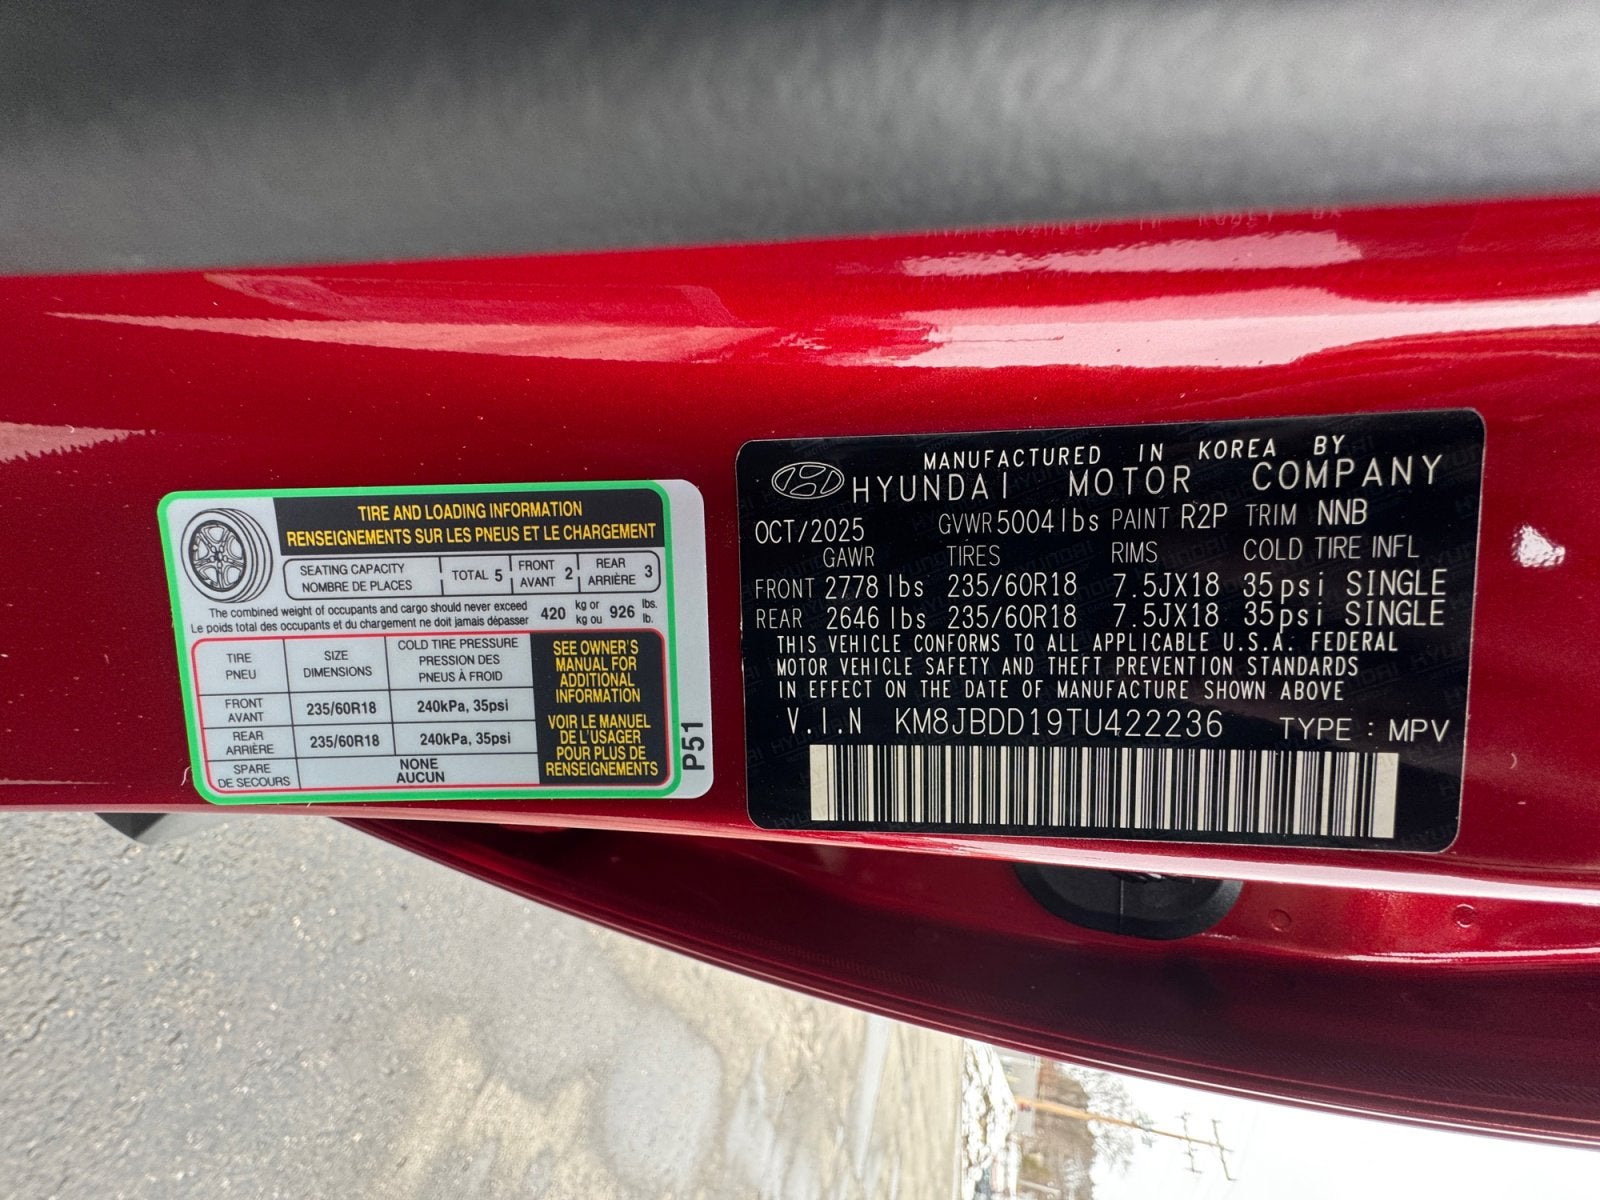 TIRE AND LOADING INFORMATION
RENSEIGNEMENTS SUR LES PNEUS ET LE CHARGEMENT
SEATING CAPACITY
NOMBRE DE PLACES
TOTAL 5
FRONT
AVANT 2
REAR
ARRIÈRE 3
The combined weight of occupants and cargo should never exceed
Le poids total des occupants et du chargement ne doit jamais dépasser
420 kg or
kg ou 926 lbs.
lb.
TIRE
PNEU
SIZE
DIMENSIONS
COLD TIRE PRESSURE
PRESSION DES
PNEUS À FROID
FRONT
AVANT
235/60R18
240kPa, 35psi
REAR
ARRIÈRE
235/60R18
240kPa, 35psi
SPARE
DE SECOURS
NONE
AUCUN
SEE OWNER'S
MANUAL FOR
ADDITIONAL
INFORMATION
VOIR LE MANUEL
DE L'USAGER
POUR PLUS DE
RENSEIGNEMENTS
P51
MANUFACTURED IN KOREA BY
HYUNDAI MOTOR COMPANY
OCT/2025 GVWR 5004lbs PAINT R2P TRIM NNB
GAWR TIRES RIMS COLD TIRE INFL
FRONT 2778lbs 235/60R18 7.5JX18 35psi SINGLE
REAR 2646lbs 235/60R18 7.5JX18 35psi SINGLE
THIS VEHICLE CONFORMS TO ALL APPLICABLE U.S.A. FEDERAL
MOTOR VEHICLE SAFETY AND THEFT PREVENTION STANDARDS
IN EFFECT ON THE DATE OF MANUFACTURE SHOWN ABOVE
V.I.N KM8JBDD19TU422236 TYPE : MPV